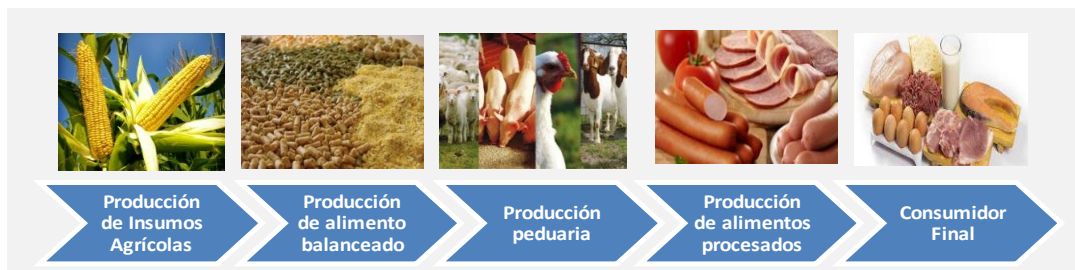 Producción
de Insumos
Agrícolas
Producción
de alimento
balanceado
Producción
peduaria
Producción
de alimentos
procesados
Consumidor
Final